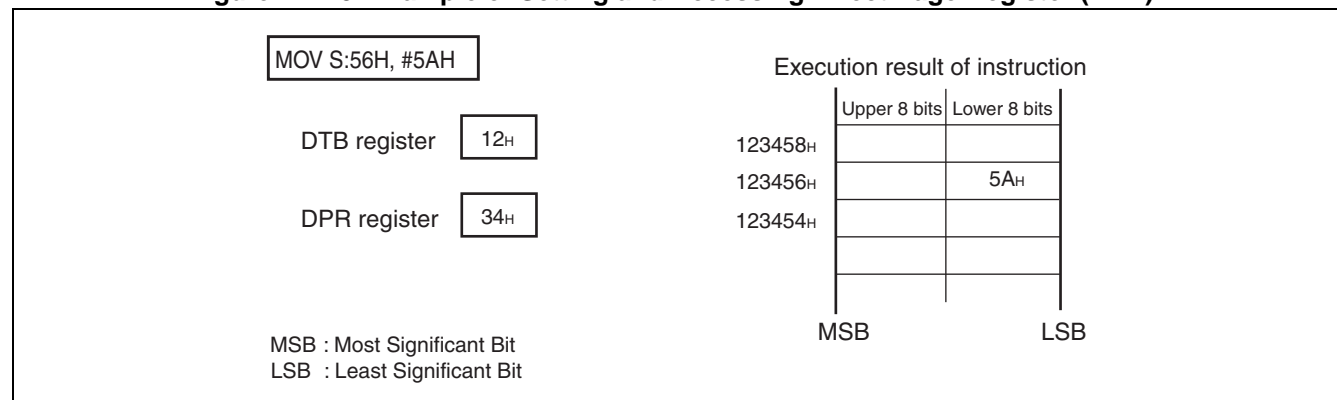 MOV S:56H, #5AH
DTB register 12H
DPR register 34H
MSB : Most Significant Bit
LSB : Least Significant Bit
Execution result of instruction
Upper 8 bits Lower 8 bits
123458H
123456H 5AH
123454H
MSB LSB